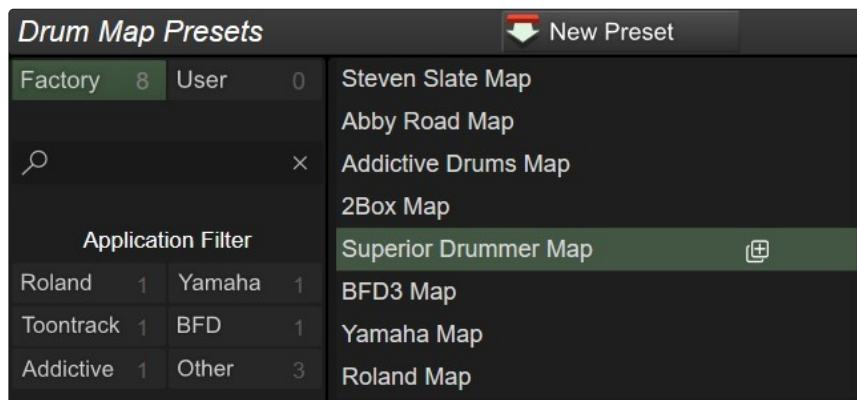 Drum Map Presets
New Preset
Factory 8 User 0
Application Filter
Roland 1 Yamaha 1
Toontrack 1 BFD 1
Addictive 1 Other 3
Steven Slate Map
Abby Road Map
Addictive Drums Map
2Box Map
Superior Drummer Map
BFD3 Map
Yamaha Map
Roland Map